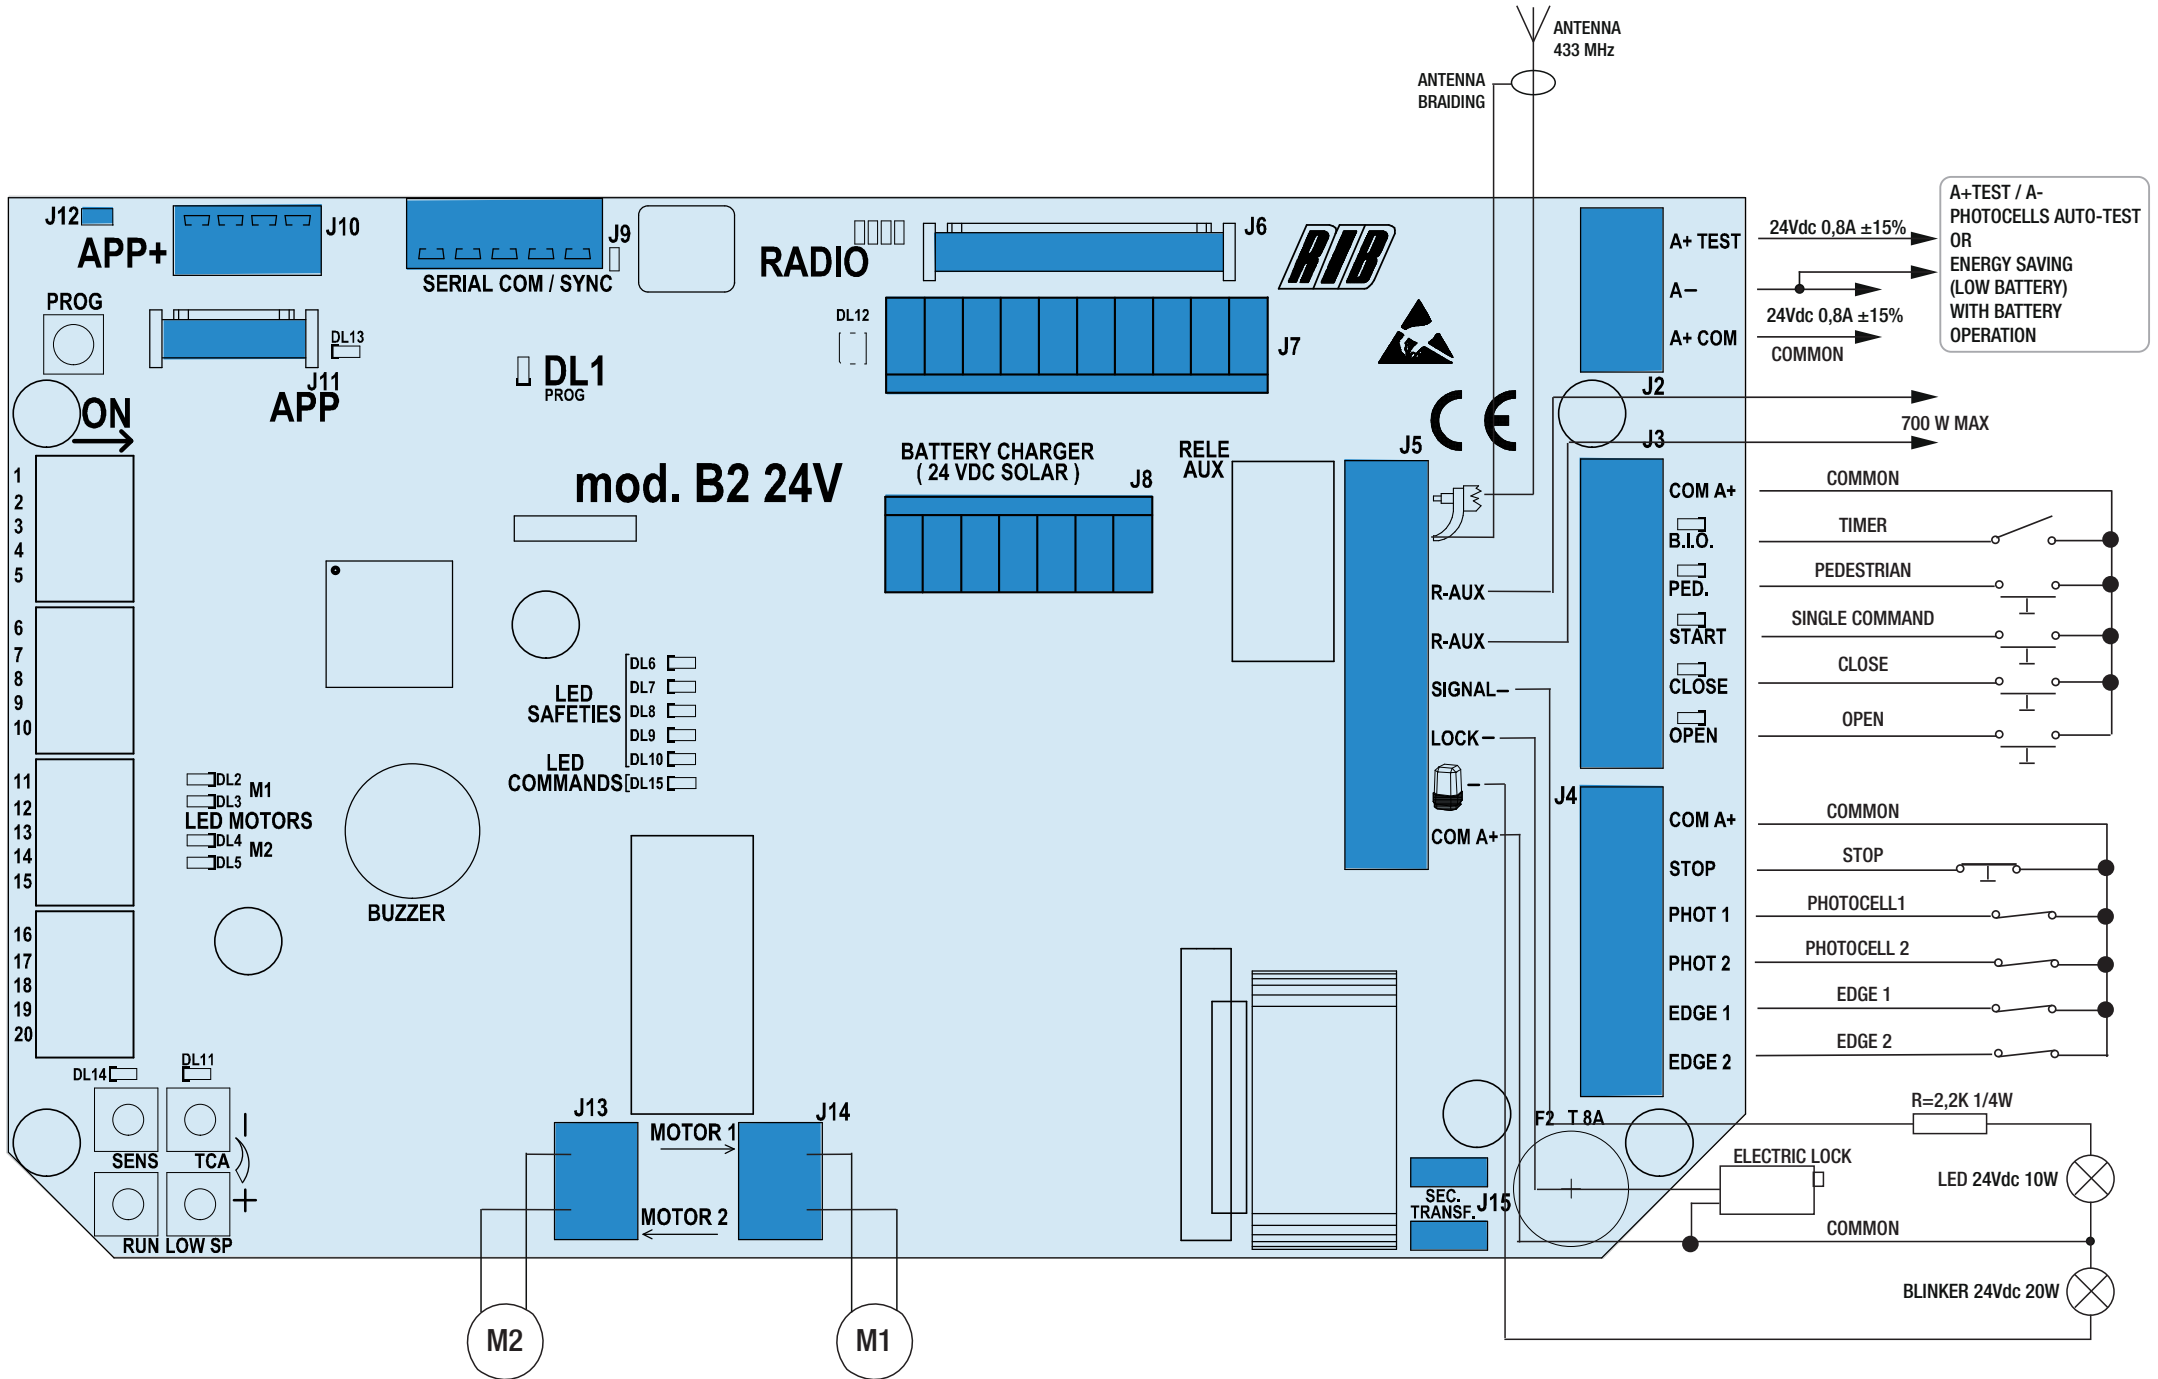 ANTENNA
433 MHz
ANTENNA
BRAIDING
J12
APP+
J10
J9
SERIAL COM / SYNC
RADIO
J6
RIB
A+ TEST
A–
A+ COM
J2
24Vdc 0,8A ±15%
24Vdc 0,8A ±15%
COMMON
A+TEST / A-
PHOTOCELLS AUTO-TEST
OR
ENERGY SAVING
(LOW BATTERY)
WITH BATTERY
OPERATION
PROG
DL13
J11
APP
DL1
PROG
DL12
J7
CE
700 W MAX
ON
1
2
3
4
5
6
7
8
9
10
11
12
13
14
15
16
17
18
19
20
mod. B2 24V
BATTERY CHARGER
( 24 VDC SOLAR )
J8
RELE
AUX
J5
R-AUX
R-AUX
SIGNAL–
LOCK–
–
COM A+
J3
COM A+
B.I.O.
PED.
START
CLOSE
OPEN
COMMON
TIMER
PEDESTRIAN
SINGLE COMMAND
CLOSE
OPEN
J4
COM A+
STOP
PHOT 1
PHOT 2
EDGE 1
EDGE 2
COMMON
STOP
PHOTOCELL1
PHOTOCELL 2
EDGE 1
EDGE 2
LED
SAFETIES
DL6
DL7
DL8
DL9
DL10
LED
COMMANDS
DL15
DL2
DL3
M1
LED MOTORS
DL4
DL5
M2
BUZZER
DL14
DL11
SENS
TCA
–
+
RUN
LOW SP
J13
MOTOR 1
J14
MOTOR 2
M2
M1
SEC.
TRANSF.
J15
F2 T 8A
R=2,2K 1/4W
ELECTRIC LOCK
LED 24Vdc 10W
COMMON
BLINKER 24Vdc 20W